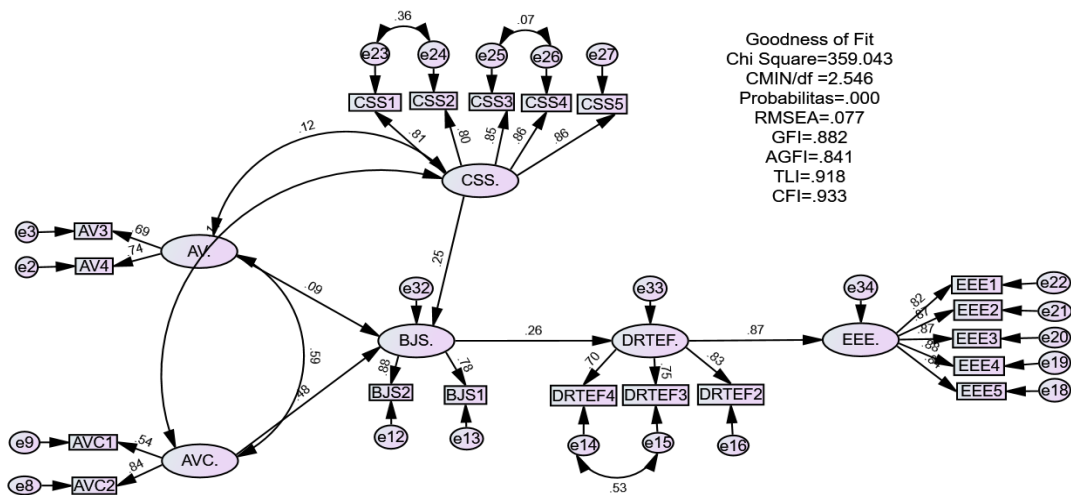 .36
.07
e23
e24
e25
e26
e27
Goodness of Fit
Chi Square=359.043
CMIN/df =2.546
Probabilitas=.000
RMSEA=.077
GFI=.882
AGFI=.841
TLI=.918
CFI=.933
CSS1
CSS2
CSS3
CSS4
CSS5
.12
.81
.80
.85
.86
.86
CSS.
e3
AV3
.69
e2
AV4
.74
AV.
.25
.09
e32
e33
e34
BJS.
.26
DRTEF.
.87
EEE.
.82
.87
.87
.88
EEE1
e22
EEE2
e21
EEE3
e20
EEE4
e19
EEE5
e18
.59
.48
.88
.78
BJS2
BJS1
e12
e13
.70
.75
.83
DRTEF4
DRTEF3
DRTEF2
e14
e15
e16
.53
e9
AVC1
.54
e8
AVC2
.84
AVC.